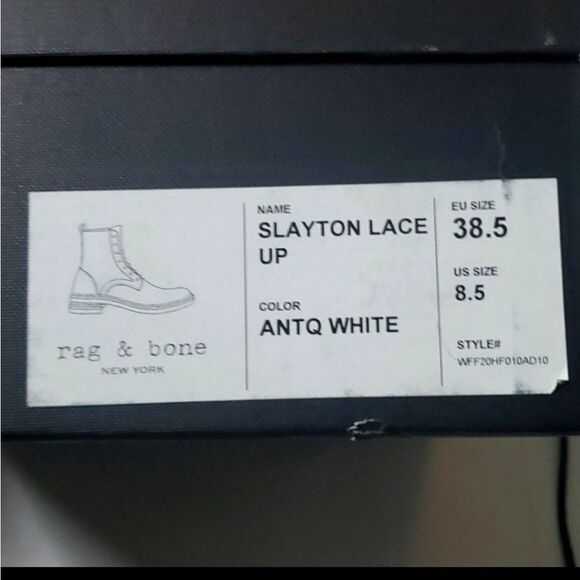 rag & bone
NEW YORK
NAME
SLAYTON LACE
UP
COLOR
ANTQ WHITE
EU SIZE
38.5
US SIZE
8.5
STYLE#
WFF20HF010AD10